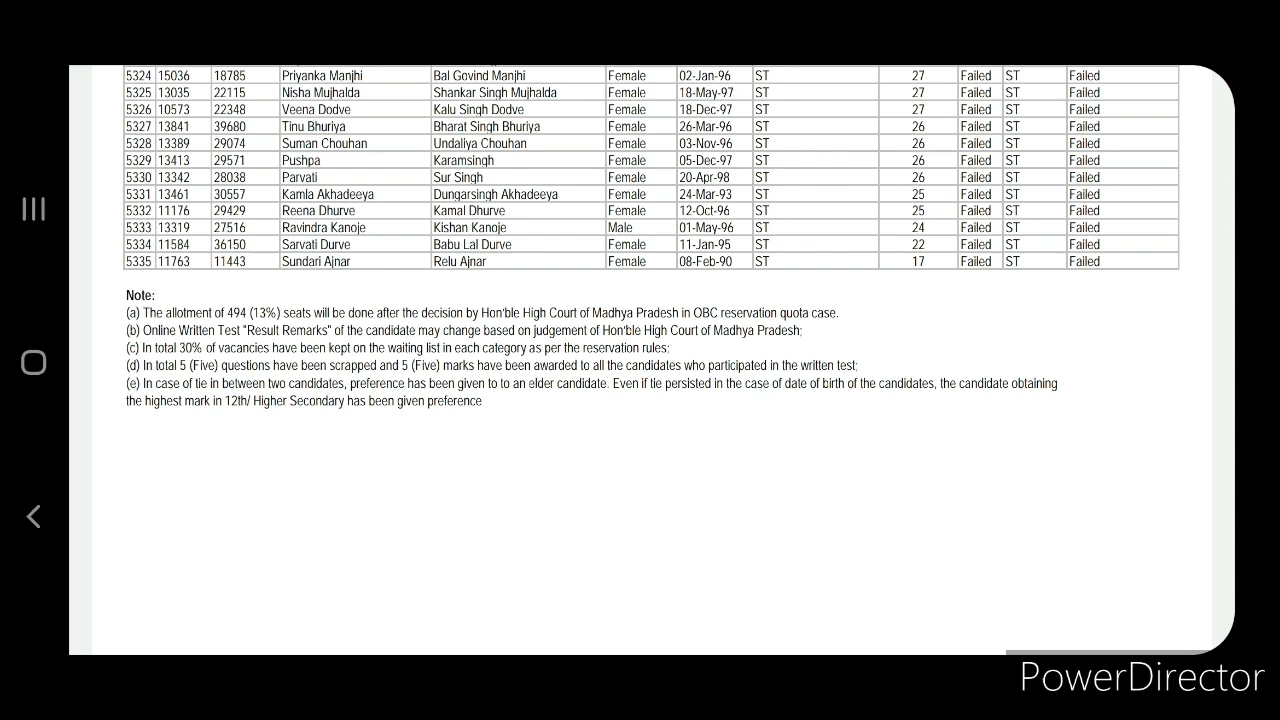 5324 15036 18785 Priyanka Manjhi Bal Govind Manjhi Female 02-Jan-96 ST 27 Failed ST Failed
5325 13035 22115 Nisha Mujhalda Shankar Singh Mujhalda Female 18-May-97 ST 27 Failed ST Failed
5326 10573 22348 Veena Dodve Kalu Singh Dodve Female 18-Dec-97 ST 27 Failed ST Failed
5327 13841 39680 Tinu Bhuriya Bharat Singh Bhuriya Female 26-Mar-96 ST 26 Failed ST Failed
5328 13389 29074 Suman Chouhan Undaliya Chouhan Female 03-Nov-96 ST 26 Failed ST Failed
5329 13413 29571 Pushpa Karamsingh Female 05-Dec-97 ST 26 Failed ST Failed
5330 13342 28038 Parvati Sur Singh Female 20-Apr-98 ST 26 Failed ST Failed
5331 13461 30557 Kamla Akhadeeya Dungarsingh Akhadeeya Female 24-Mar-93 ST 25 Failed ST Failed
5332 11176 29429 Reena Dhurve Kamal Dhurve Female 12-Oct-96 ST 25 Failed ST Failed
5333 13319 27516 Ravindra Kanoje Kishan Kanoje Male 01-May-96 ST 24 Failed ST Failed
5334 11584 36150 Sarvati Durve Babu Lal Durve Female 11-Jan-95 ST 22 Failed ST Failed
5335 11763 11443 Sundari Ajnar Relu Ajnar Female 08-Feb-90 ST 17 Failed ST Failed
Note:
(a) The allotment of 494 (13%) seats will be done after the decision by Hon'ble High Court of Madhya Pradesh in OBC reservation quota case.
(b) Online Written Test "Result Remarks" of the candidate may change based on judgement of Hon'ble High Court of Madhya Pradesh;
(c) In total 30% of vacancies have been kept on the waiting list in each category as per the reservation rules;
(d) In total 5 (Five) questions have been scrapped and 5 (Five) marks have been awarded to all the candidates who participated in the written test;
(e) In case of tie in between two candidates, preference has been given to to an elder candidate. Even if tie persisted in the case of date of birth of the candidates, the candidate obtaining
the highest mark in 12th/ Higher Secondary has been given preference
PowerDirector